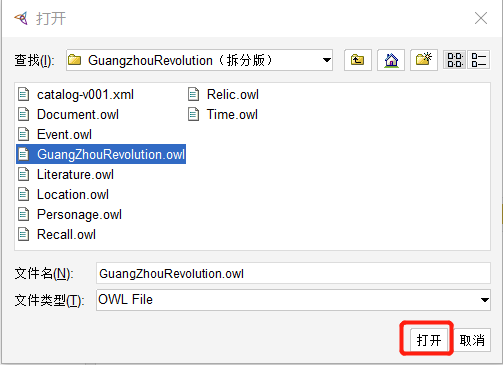 打开
查找(I): GuangzhouRevolution（拆分版）
catalog-v001.xml Relic.owl
Document.owl Time.owl
Event.owl
GuangZhouRevolution.owl
Literature.owl
Location.owl
Personage.owl
Recall.owl
文件名(N): GuangZhouRevolution.owl
文件类型(T): OWL File
打开 取消